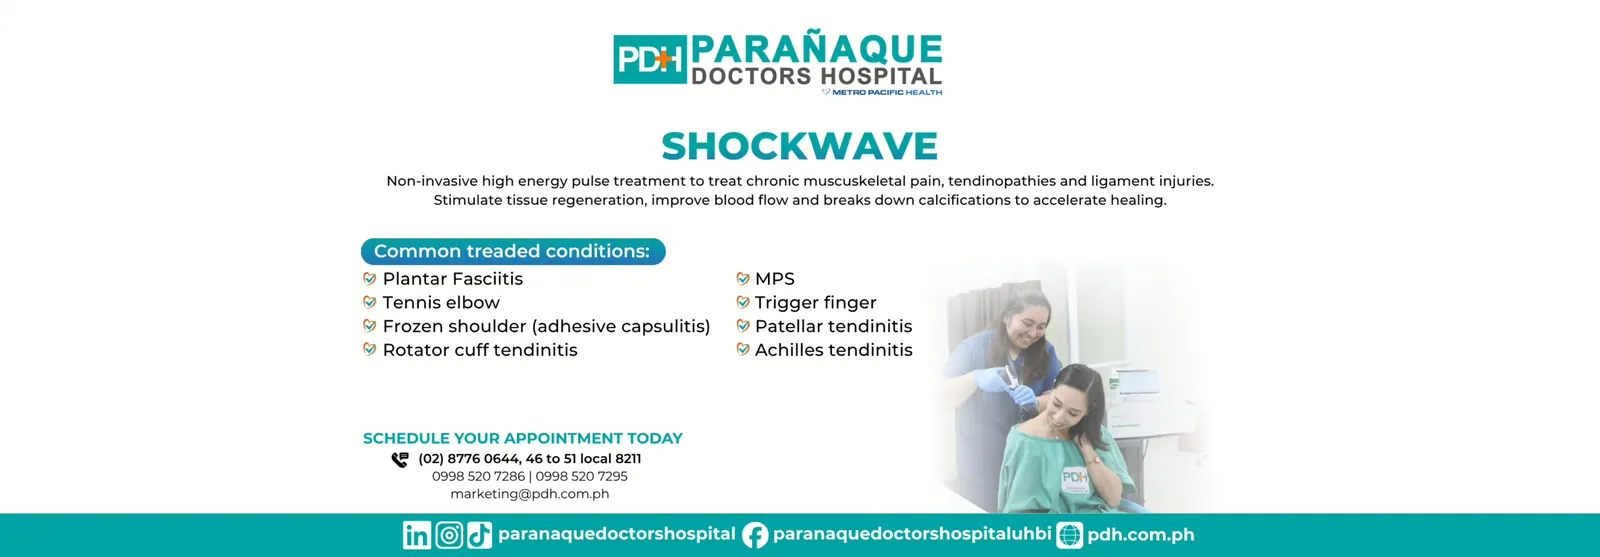 PDH PARAÑAQUE
DOCTORS HOSPITAL
METRO PACIFIC HEALTH
SHOCKWAVE
Non-invasive high energy pulse treatment to treat chronic muscuskeletal pain, tendinopathies and ligament injuries.
Stimulate tissue regeneration, improve blood flow and breaks down calcifications to accelerate healing.
Common treaded conditions:
Plantar Fasciitis
Tennis elbow
Frozen shoulder (adhesive capsulitis)
Rotator cuff tendinitis
MPS
Trigger finger
Patellar tendinitis
Achilles tendinitis
SCHEDULE YOUR APPOINTMENT TODAY
(02) 8776 0644, 46 to 51 local 8211
0998 520 7286 | 0998 520 7295
marketing@pdh.com.ph
PDH
paranaquedoctorshospital paranaquedoctorshospitaluhbi pdh.com.ph